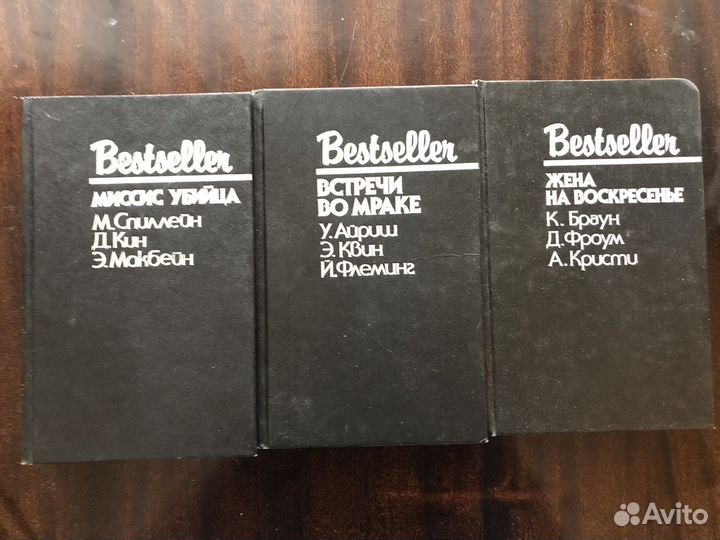 Bestseller
МИССИС УБИЙЦА
М. Спиллейн
Д. Кин
Э. Макбейн
Bestseller
ВСТРЕЧИ
ВО МРАКЕ
У. Айриш
Э. Квин
Й. Флеминг
Bestseller
ЖЕНА
НА ВОСКРЕСЕНЬЕ
К. Браун
Д. Фроум
А. Кристи
Avito